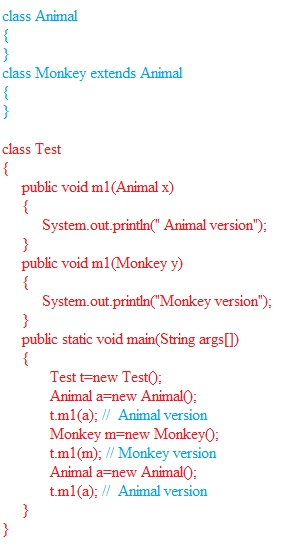 class Animal
{
}
class Monkey extends Animal
{
}
class Test
{
public void m1(Animal x)
{
System.out.println(" Animal version");
}
public void m1(Monkey y)
{
System.out.println("Monkey version");
}
public static void main(String args[])
{
Test t=new Test();
Animal a=new Animal();
t.m1(a); // Animal version
Monkey m=new Monkey();
t.m1(m); // Monkey version
Animal a=new Animal();
t.m1(a); // Animal version
}
}